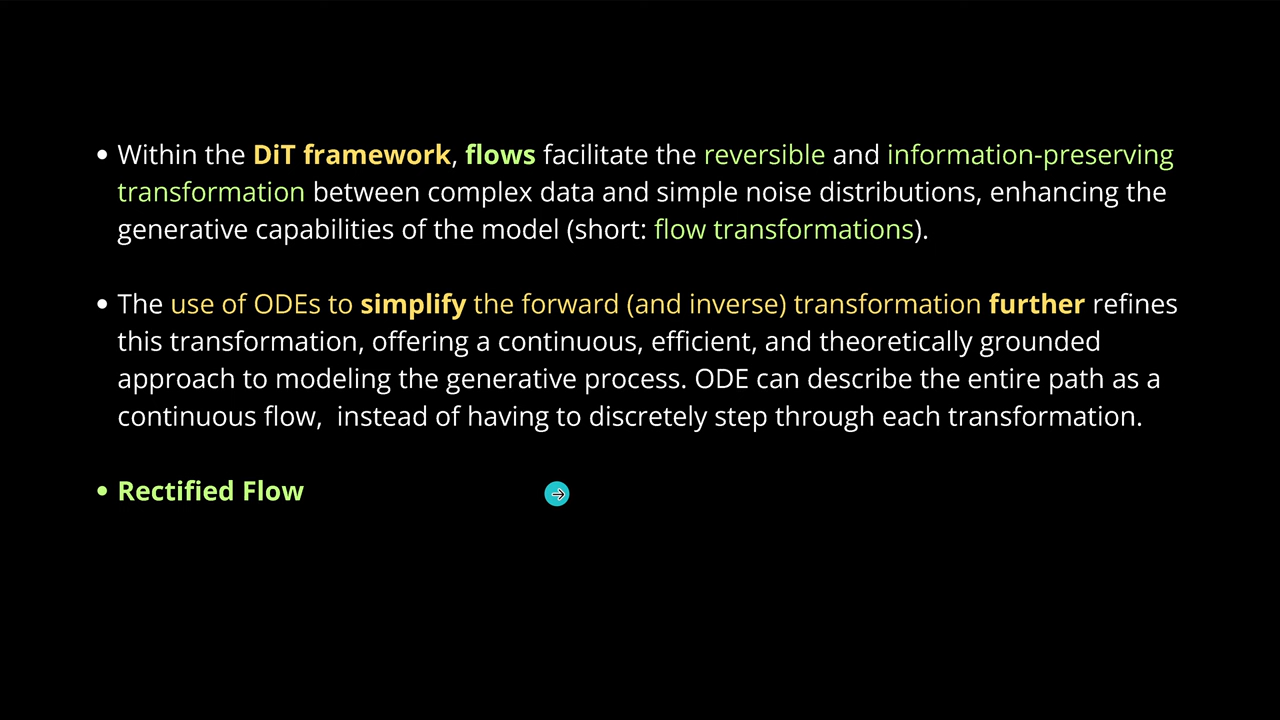 • Within the DiT framework, flows facilitate the reversible and information-preserving
transformation between complex data and simple noise distributions, enhancing the
generative capabilities of the model (short: flow transformations).
• The use of ODEs to simplify the forward (and inverse) transformation further refines
this transformation, offering a continuous, efficient, and theoretically grounded
approach to modeling the generative process. ODE can describe the entire path as a
continuous flow,  instead of having to discretely step through each transformation.
• Rectified Flow